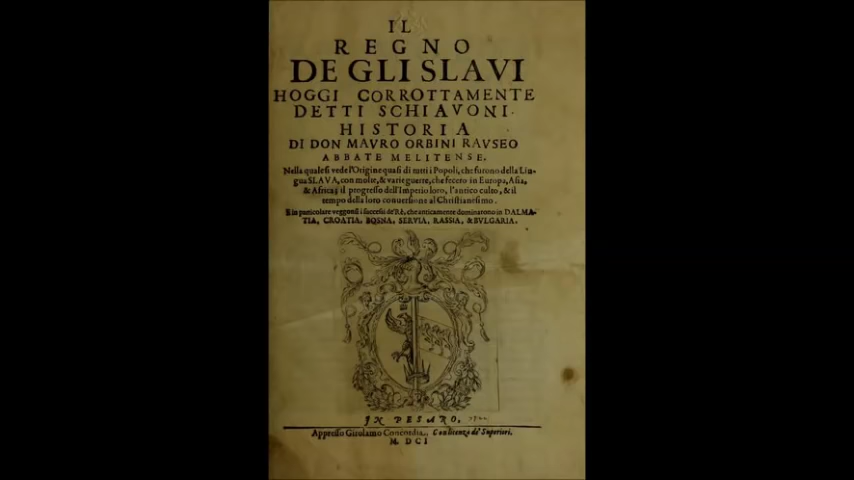 IL
REGNO
DE GLI SLAVI
HOGGI CORROTTAMENTE
DETTI SCHIAVONI.
HISTORIA
DI DON MAVRO ORBINI RAVSEO
ABBATE MELITENSE.
Nella quale si vede l'Origine quasi di tutti i Popoli, che furono della Lin-
gua SLAVA, con molte, & varie guerre, che fecero in Europa, Asia,
& Africa; il progresso dell'Imperio loro, l'antico culto, & il
tempo della loro conuersione al Christianesimo.
E in particolare veggonsi i successi de' Rè, che anticamente dominarono in DALMA-
TIA, CROATIA, BOSNA, SERVIA, RASSIA, & BVLGARIA.
IN PESARO.
Appresso Girolamo Concordia. Con licenza de' Superiori.
M. DCI